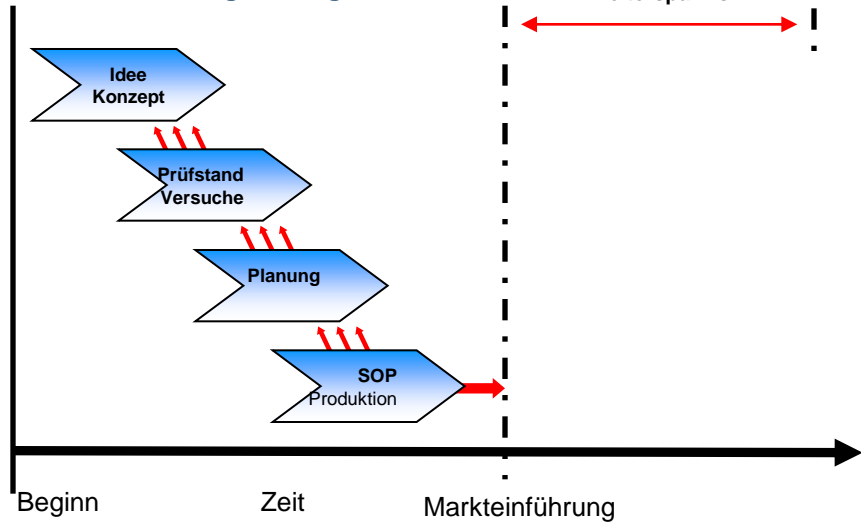 Idee
Konzept
Prüfstand
Versuche
Planung
SOP
Produktion
Beginn
Zeit
Markteinführung